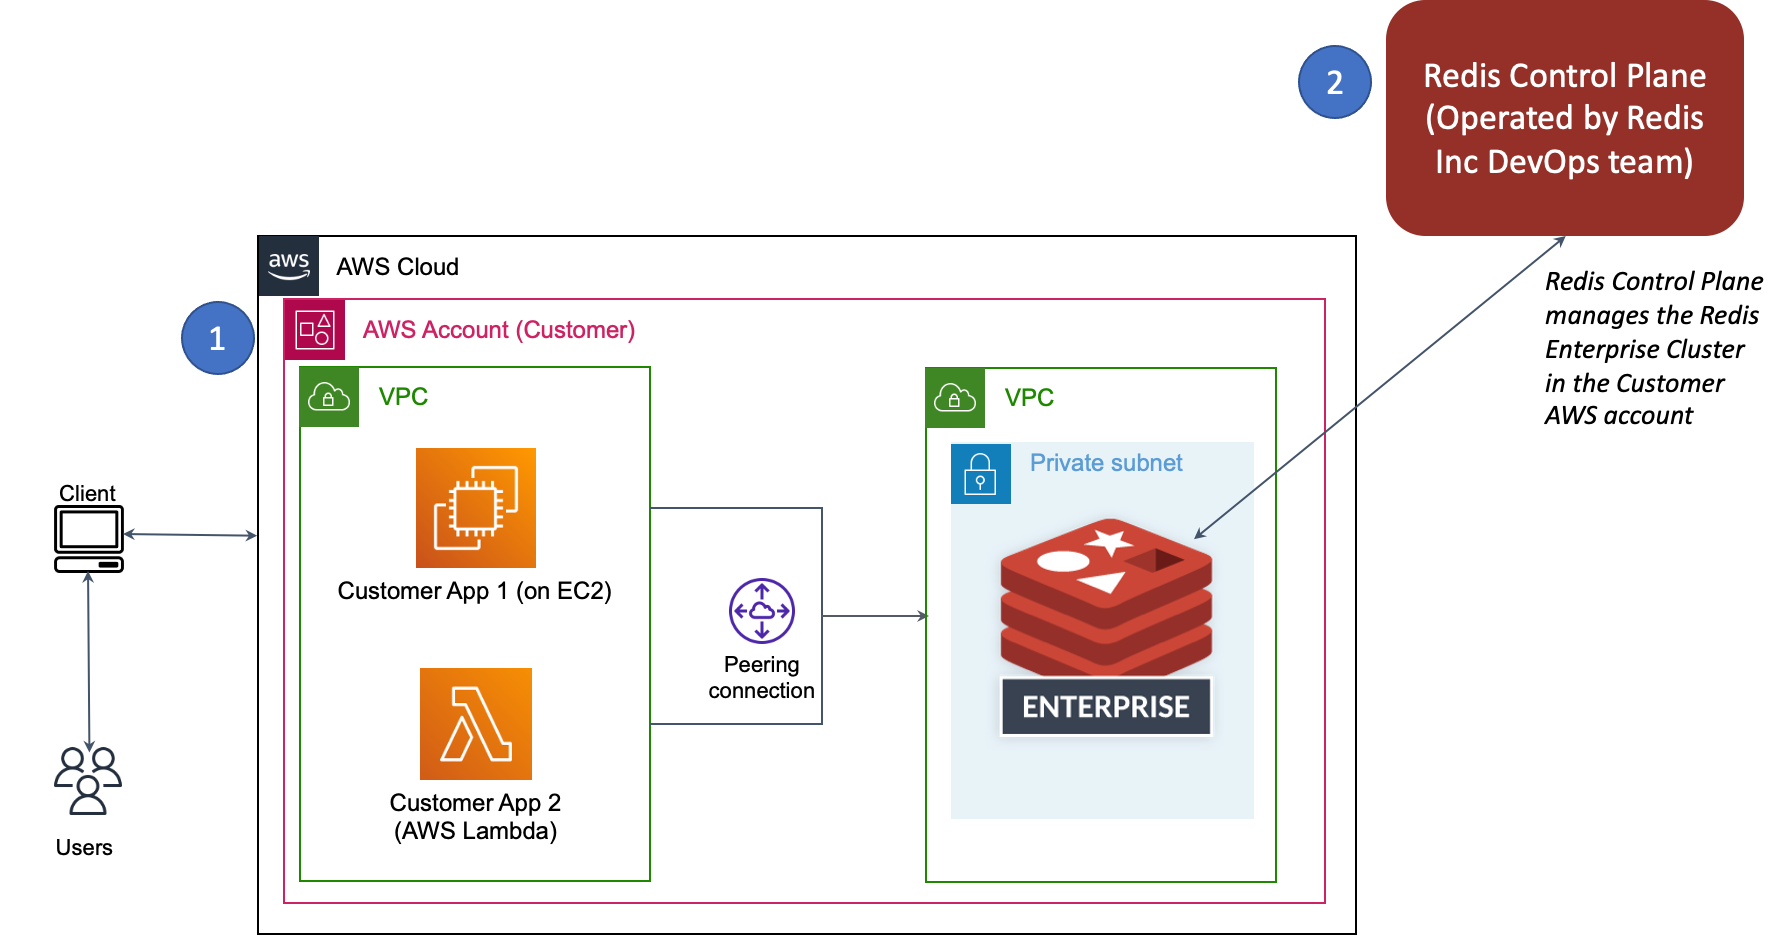 2
Redis Control Plane
(Operated by Redis
Inc DevOps team)
Redis Control Plane
manages the Redis
Enterprise Cluster
in the Customer
AWS account
aws
AWS Cloud
1
AWS Account (Customer)
VPC
Customer App 1 (on EC2)
Customer App 2
(AWS Lambda)
Peering
connection
VPC
Private subnet
ENTERPRISE
Client
Users